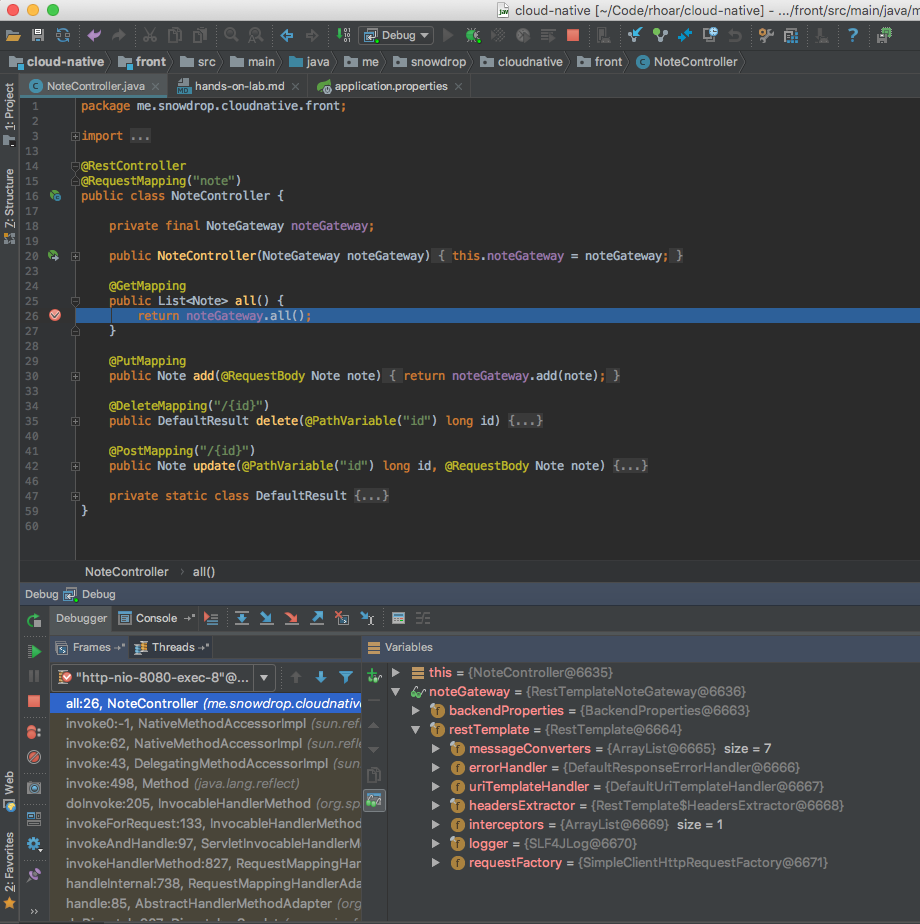 cloud-native [~/Code/rhoar/cloud-native] - .../front/src/main/java/m
Debug
cloud-native front src main java me snowdrop cloudnative front NoteController
NoteController.java hands-on-lab.md application.properties
1: Project
Z: Structure
Web
2: Favorites
1 package me.snowdrop.cloudnative.front;
2
3 import ...
13
14 @RestController
15 @RequestMapping("note")
16 public class NoteController {
17
18 private final NoteGateway noteGateway;
19
20 public NoteController(NoteGateway noteGateway) { this.noteGateway = noteGateway; }
23
24 @GetMapping
25 public List<Note> all() {
26 return noteGateway.all();
27 }
28
29 @PutMapping
30 public Note add(@RequestBody Note note) { return noteGateway.add(note); }
33
34 @DeleteMapping("/{id}")
35 public DefaultResult delete(@PathVariable("id") long id) {...}
40
41 @PostMapping("/{id}")
42 public Note update(@PathVariable("id") long id, @RequestBody Note note) {...}
46
47 private static class DefaultResult {...}
59 }
60
NoteController › all()
Debug Debug
Debugger Console
Frames Threads
"http-nio-8080-exec-8"@...
all:26, NoteController (me.snowdrop.cloudnativ
invoke0:-1, NativeMethodAccessorImpl (sun.refl
invoke:62, NativeMethodAccessorImpl (sun.refle
invoke:43, DelegatingMethodAccessorImpl (sun
invoke:498, Method (java.lang.reflect)
doInvoke:205, InvocableHandlerMethod (org.sp
invokeForRequest:133, InvocableHandlerMethod
invokeAndHandle:97, ServletInvocableHandlerM
invokeHandlerMethod:827, RequestMappingHan
handleInternal:738, RequestMappingHandlerAda
handle:85, AbstractHandlerMethodAdapter (org
Variables
this = {NoteController@6635}
noteGateway = {RestTemplateNoteGateway@6636}
backendProperties = {BackendProperties@6663}
restTemplate = {RestTemplate@6664}
messageConverters = {ArrayList@6665} size = 7
errorHandler = {DefaultResponseErrorHandler@6666}
uriTemplateHandler = {DefaultUriTemplateHandler@6667}
headersExtractor = {RestTemplate$HeadersExtractor@6668}
interceptors = {ArrayList@6669} size = 1
logger = {SLF4JLog@6670}
requestFactory = {SimpleClientHttpRequestFactory@6671}